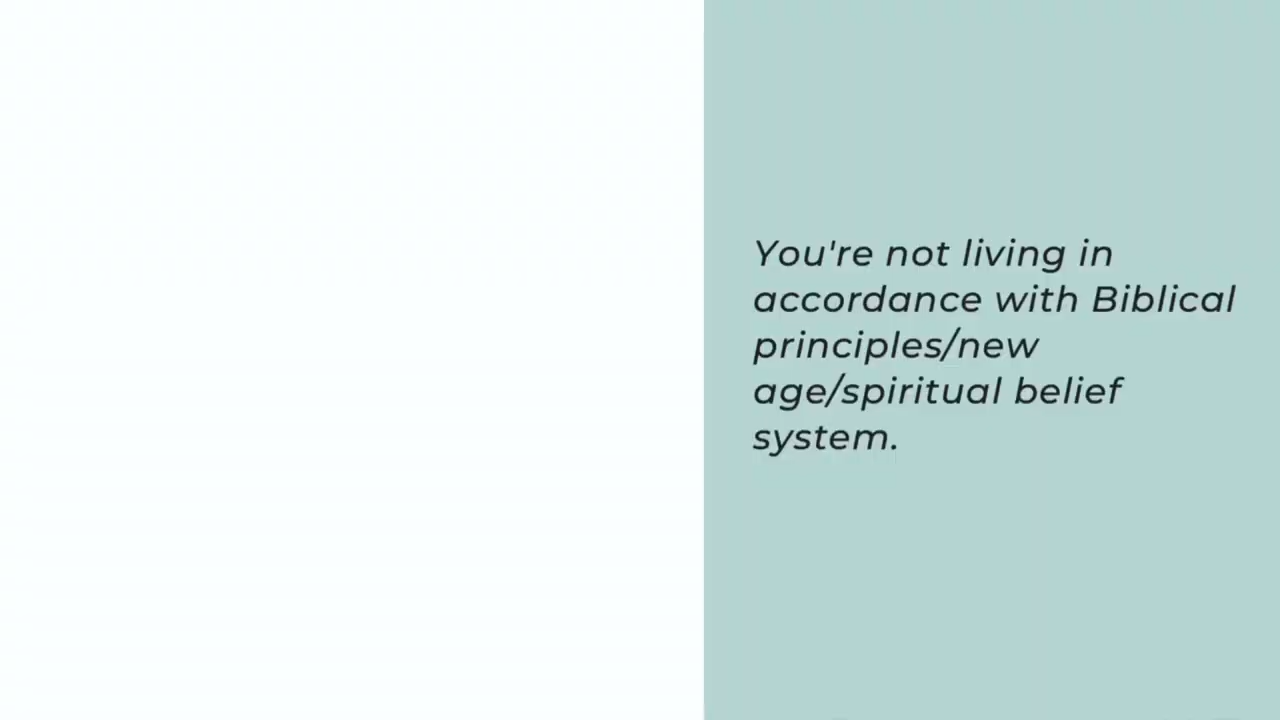 You're not living in
accordance with Biblical
principles/new
age/spiritual belief
system.